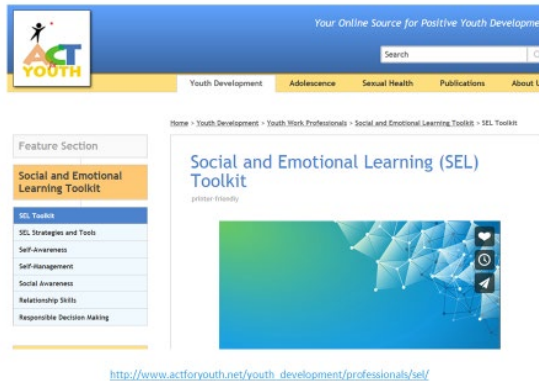 Your Online Source for Positive Youth Developme
ACT
YOUTH
Search
Youth Development Adolescence Sexual Health Publications About U
Home > Youth Development > Youth Work Professionals > Social and Emotional Learning Toolkit > SEL Toolkit
Feature Section
Social and Emotional
Learning Toolkit
SEL Toolkit
SEL Strategies and Tools
Self-Awareness
Self-Management
Social Awareness
Relationship Skills
Responsible Decision Making
Social and Emotional Learning (SEL)
Toolkit
printer-friendly
http://www.actforyouth.net/youth_development/professionals/sel/